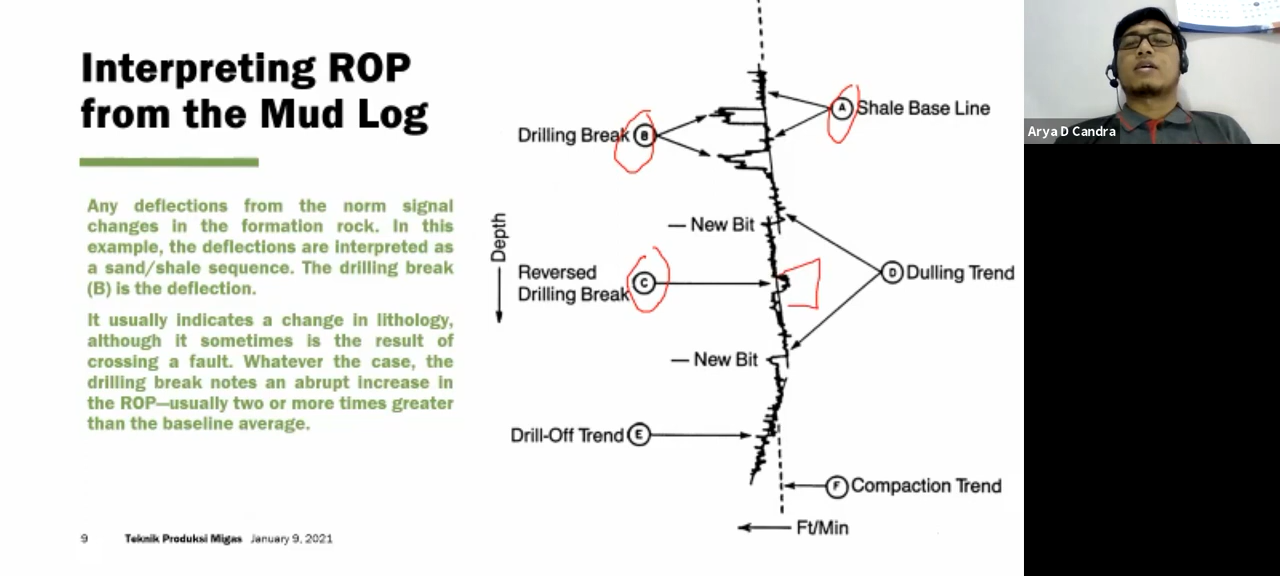 Interpreting ROP
from the Mud Log
Any deflections from the norm signal
changes in the formation rock. In this
example, the deflections are interpreted as
a sand/shale sequence. The drilling break
(B) is the deflection.
It usually indicates a change in lithology,
although it sometimes is the result of
crossing a fault. Whatever the case, the
drilling break notes an abrupt increase in
the ROP—usually two or more times greater
than the baseline average.
9 Teknik Produksi Migas January 9, 2021
A Shale Base Line
Drilling Break B
Depth
New Bit
Reversed
Drilling Break C
D Dulling Trend
New Bit
Drill-Off Trend E
F Compaction Trend
Ft/Min
Arya D Candra